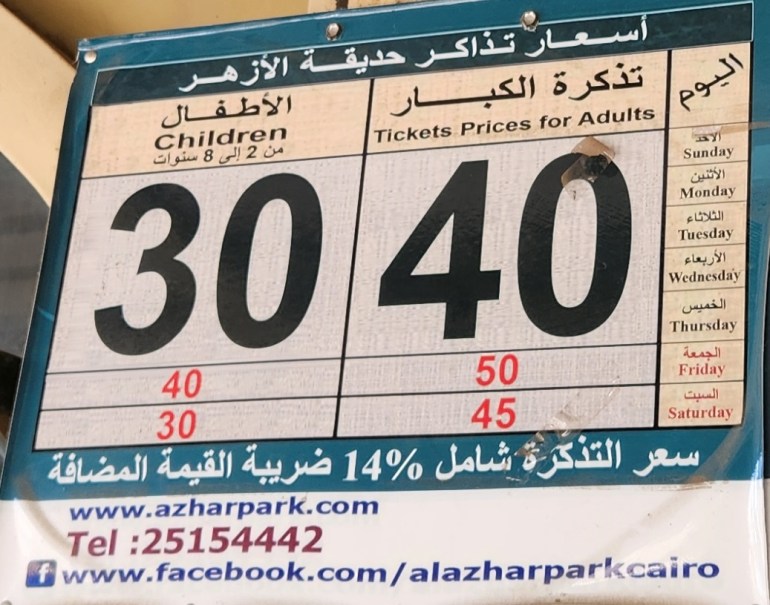 أسعار تذاكر حديقة الأزهر
اليوم
تذكرة الكبار
Tickets Prices for Adults
الأطفال
Children
من 2 إلى 8 سنوات
الأحد
Sunday
الأثنين
Monday
الثلاثاء
Tuesday
الأربعاء
Wednesday
الخميس
Thursday
40
30
الجمعة
Friday
50
40
السبت
Saturday
45
30
سعر التذكرة شامل 14% ضريبة القيمة المضافة
www.azharpark.com
Tel :25154442
www.facebook.com/alazharparkcairo